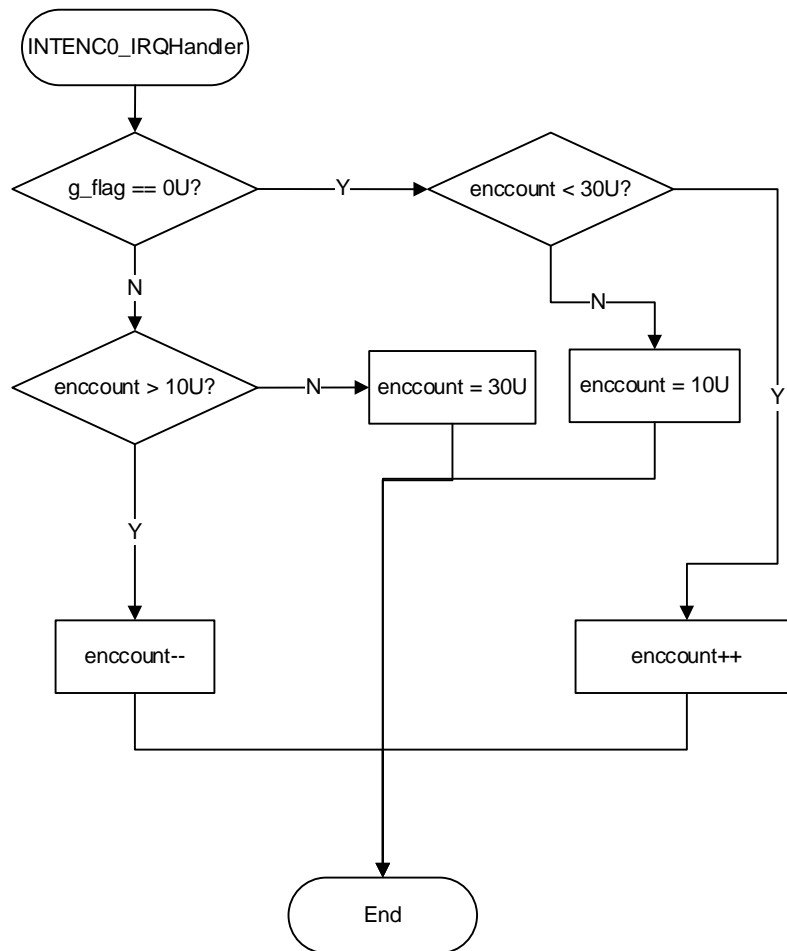 INTENC0_IRQHandler
g_flag == 0U?
Y
enccount < 30U?
N
N
enccount > 10U?
N
enccount = 30U
enccount = 10U
Y
Y
enccount--
enccount++
End